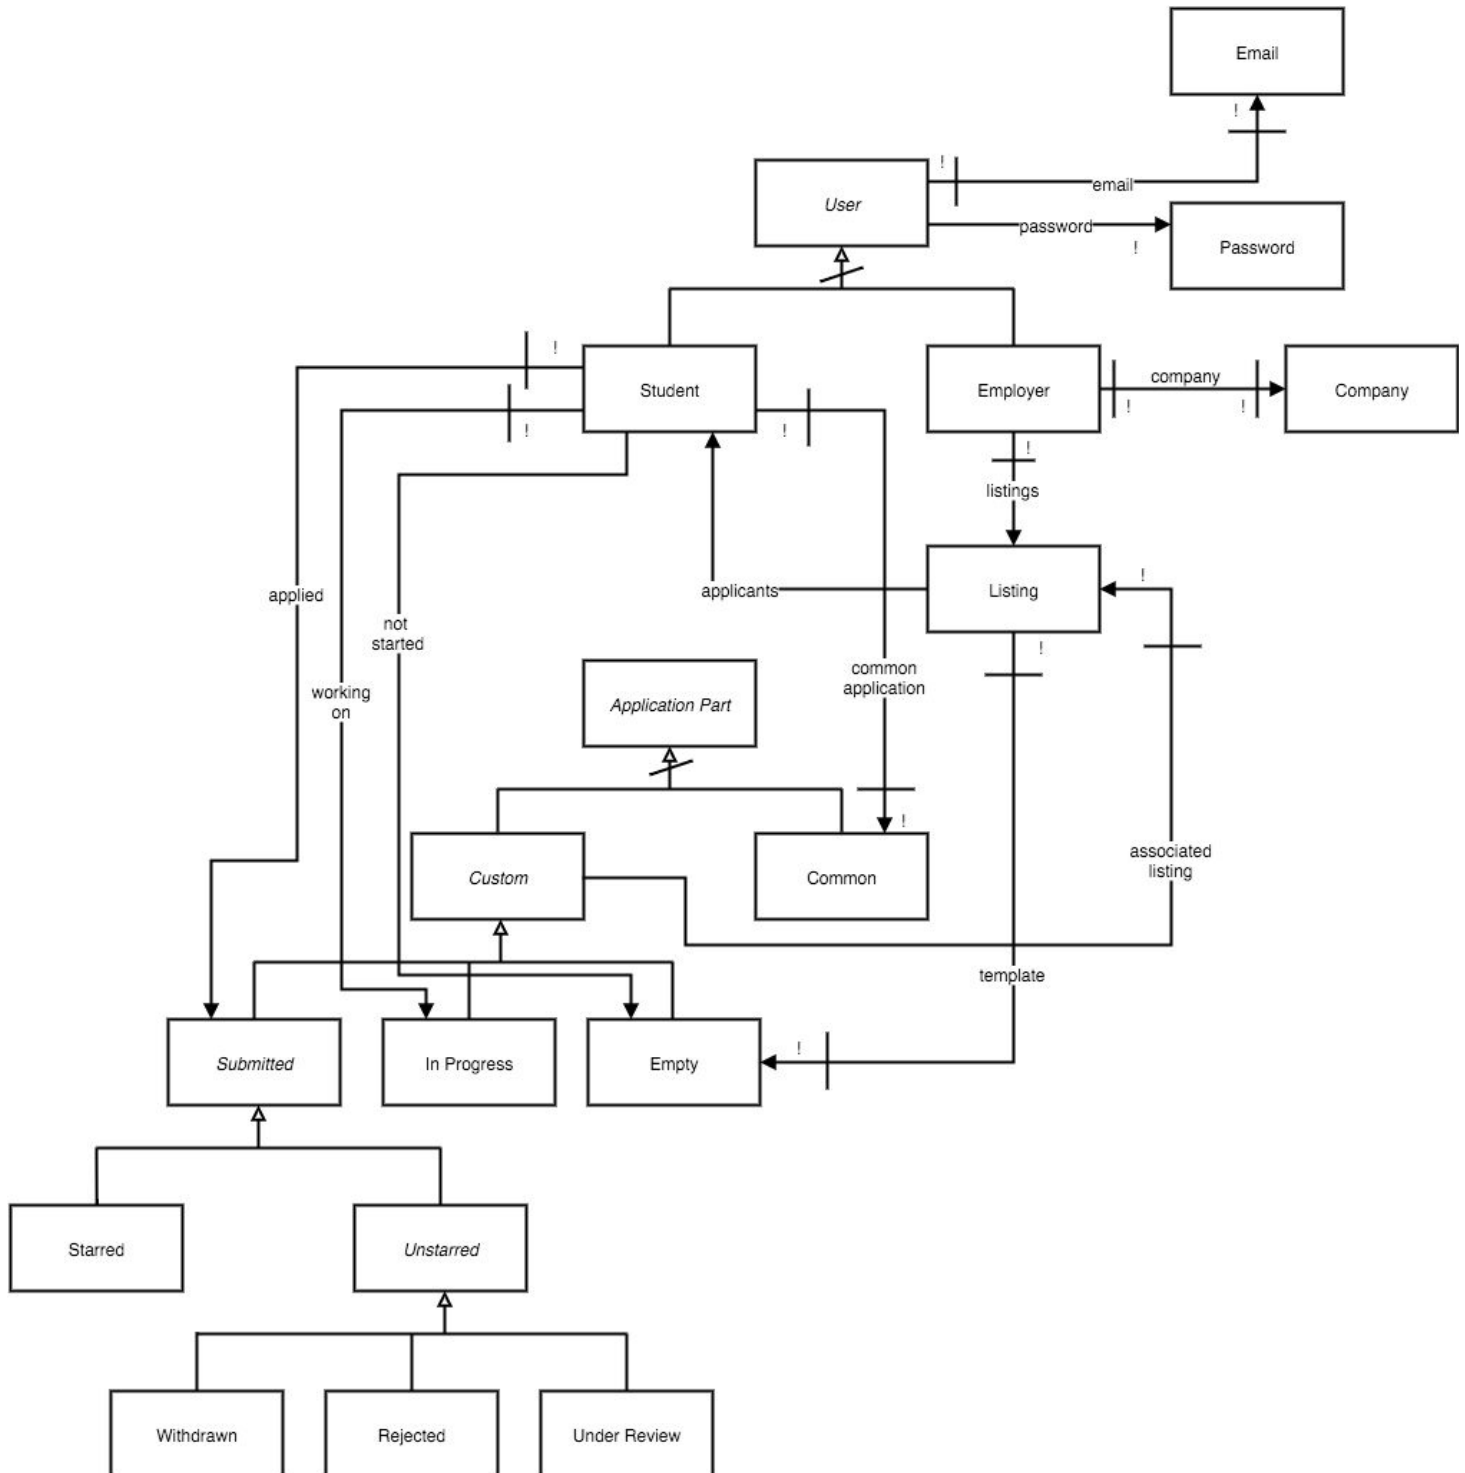 Email
!
!
email
User
password
!
Password
!
Student
!
!
Employer
!
company
!
Company
!
listings
applied
not
started
applicants
Listing
!
!
working
on
Application Part
common
application
!
Custom
Common
associated
listing
template
Submitted
In Progress
Empty
!
Starred
Unstarred
Withdrawn
Rejected
Under Review